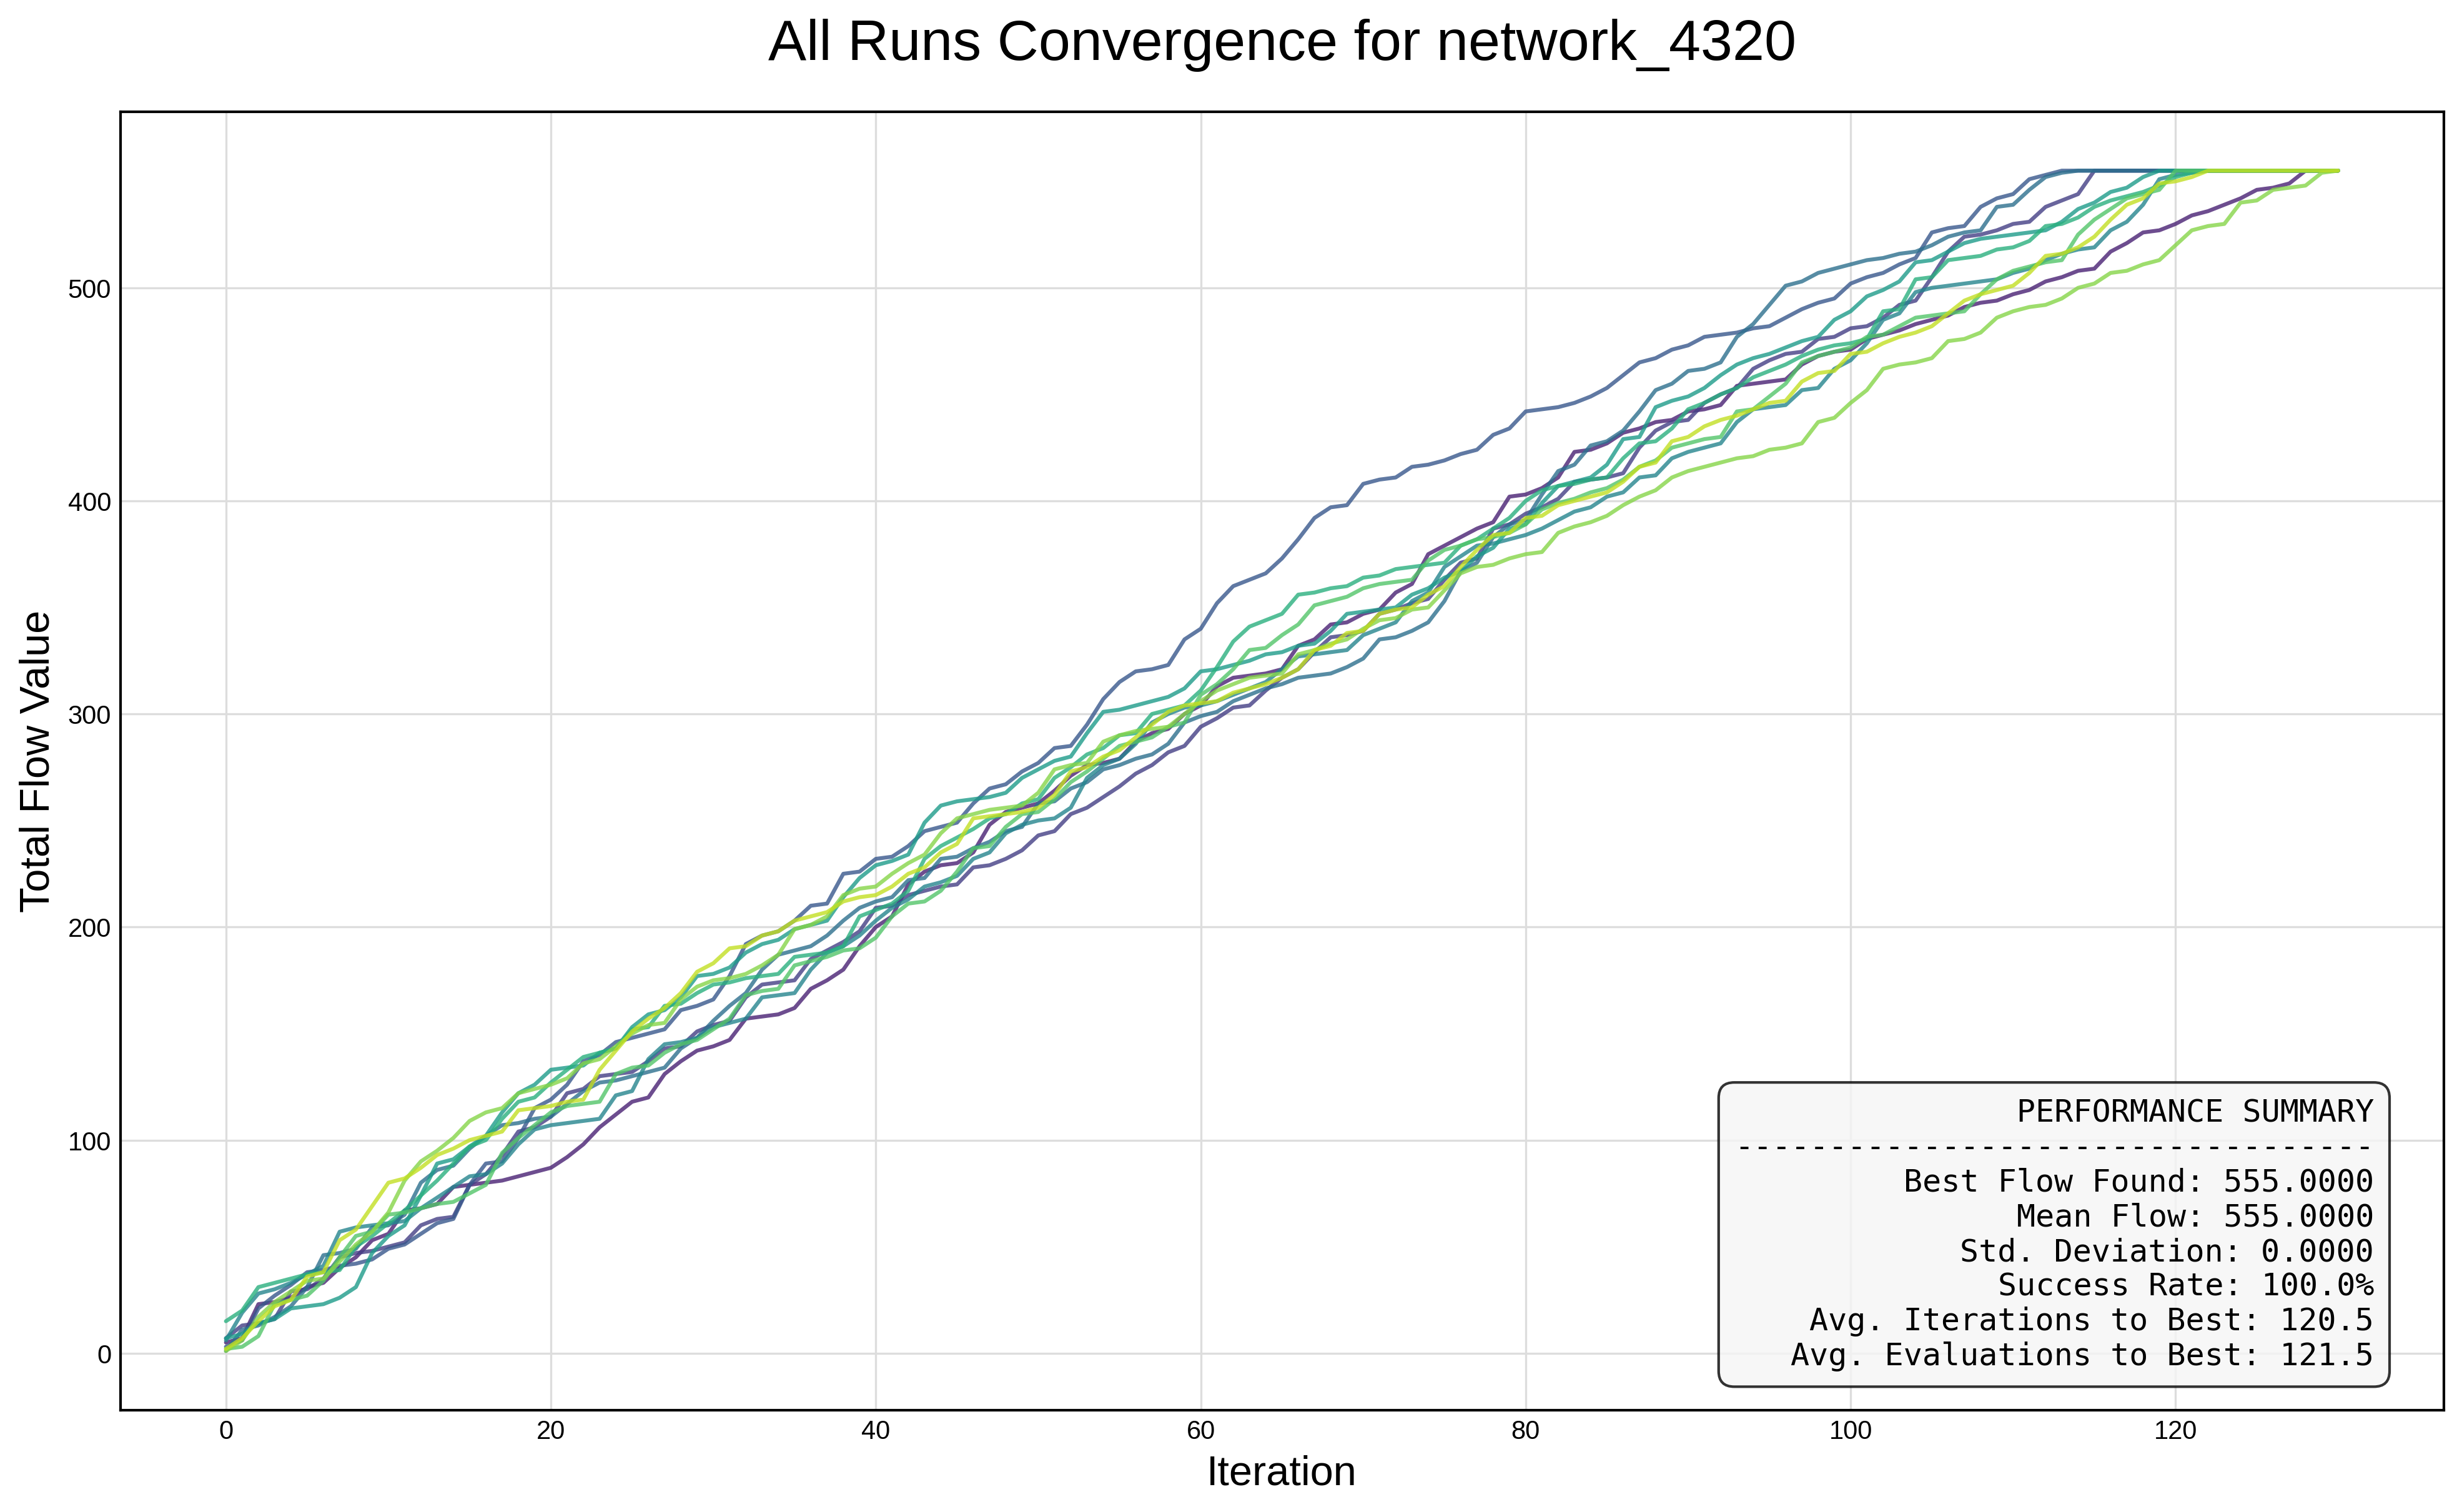 All Runs Convergence for network_4320
Total Flow Value
500
400
300
200
100
0
PERFORMANCE SUMMARY
----------------------------------
Best Flow Found: 555.0000
Mean Flow: 555.0000
Std. Deviation: 0.0000
Success Rate: 100.0%
Avg. Iterations to Best: 120.5
Avg. Evaluations to Best: 121.5
0 20 40 60 80 100 120
Iteration